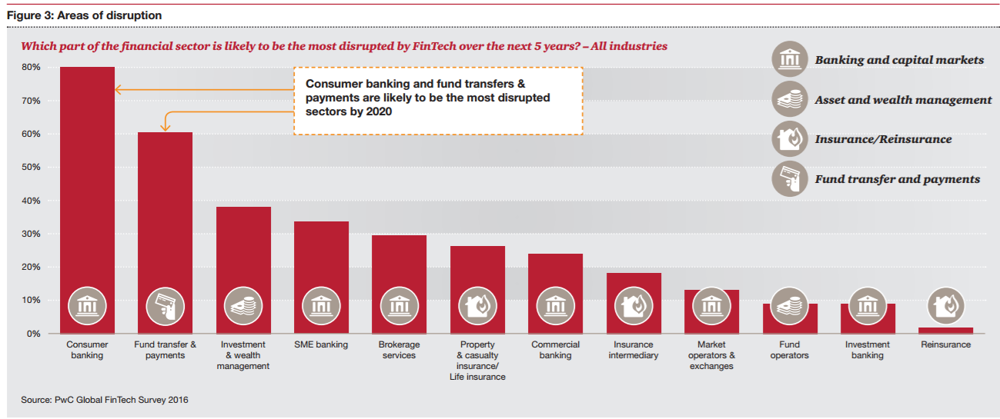 Figure 3: Areas of disruption
Which part of the financial sector is likely to be the most disrupted by FinTech over the next 5 years? – All industries
Banking and capital markets
Asset and wealth management
Insurance/Reinsurance
Fund transfer and payments
Consumer banking and fund transfers &
payments are likely to be the most disrupted
sectors by 2020
80%
70%
60%
50%
40%
30%
20%
10%
0%
Consumer
banking
Fund transfer &
payments
Investment
& wealth
management
SME banking
Brokerage
services
Property
& casualty
insurance/
Life insurance
Commercial
banking
Insurance
intermediary
Market
operators &
exchanges
Fund
operators
Investment
banking
Reinsurance
Source: PwC Global FinTech Survey 2016